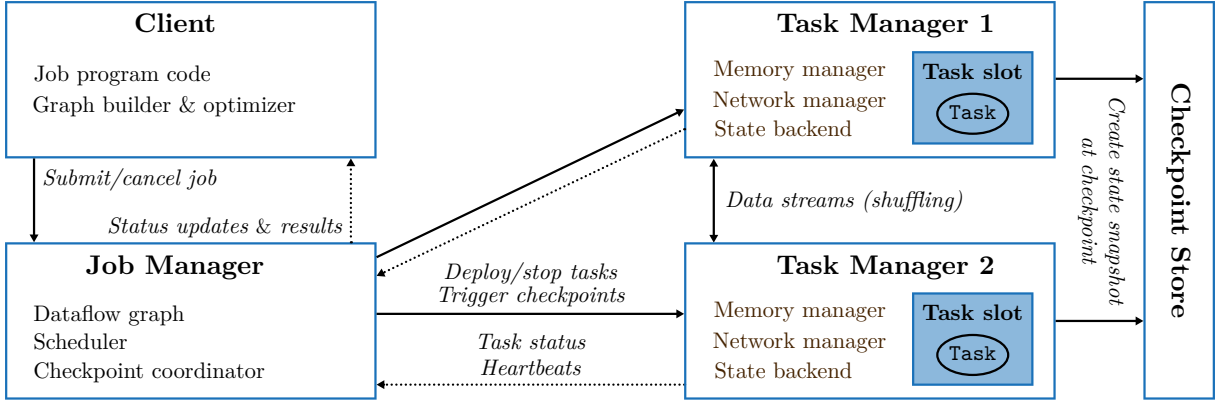 Client
Job program code
Graph builder & optimizer
Submit/cancel job
Status updates & results
Job Manager
Dataflow graph
Scheduler
Checkpoint coordinator
Deploy/stop tasks
Trigger checkpoints
Task status
Heartbeats
Task Manager 1
Memory manager
Network manager
State backend
Task slot
Task
Data streams (shuffling)
Task Manager 2
Memory manager
Network manager
State backend
Task slot
Task
Create state snapshot
at checkpoint
Checkpoint Store